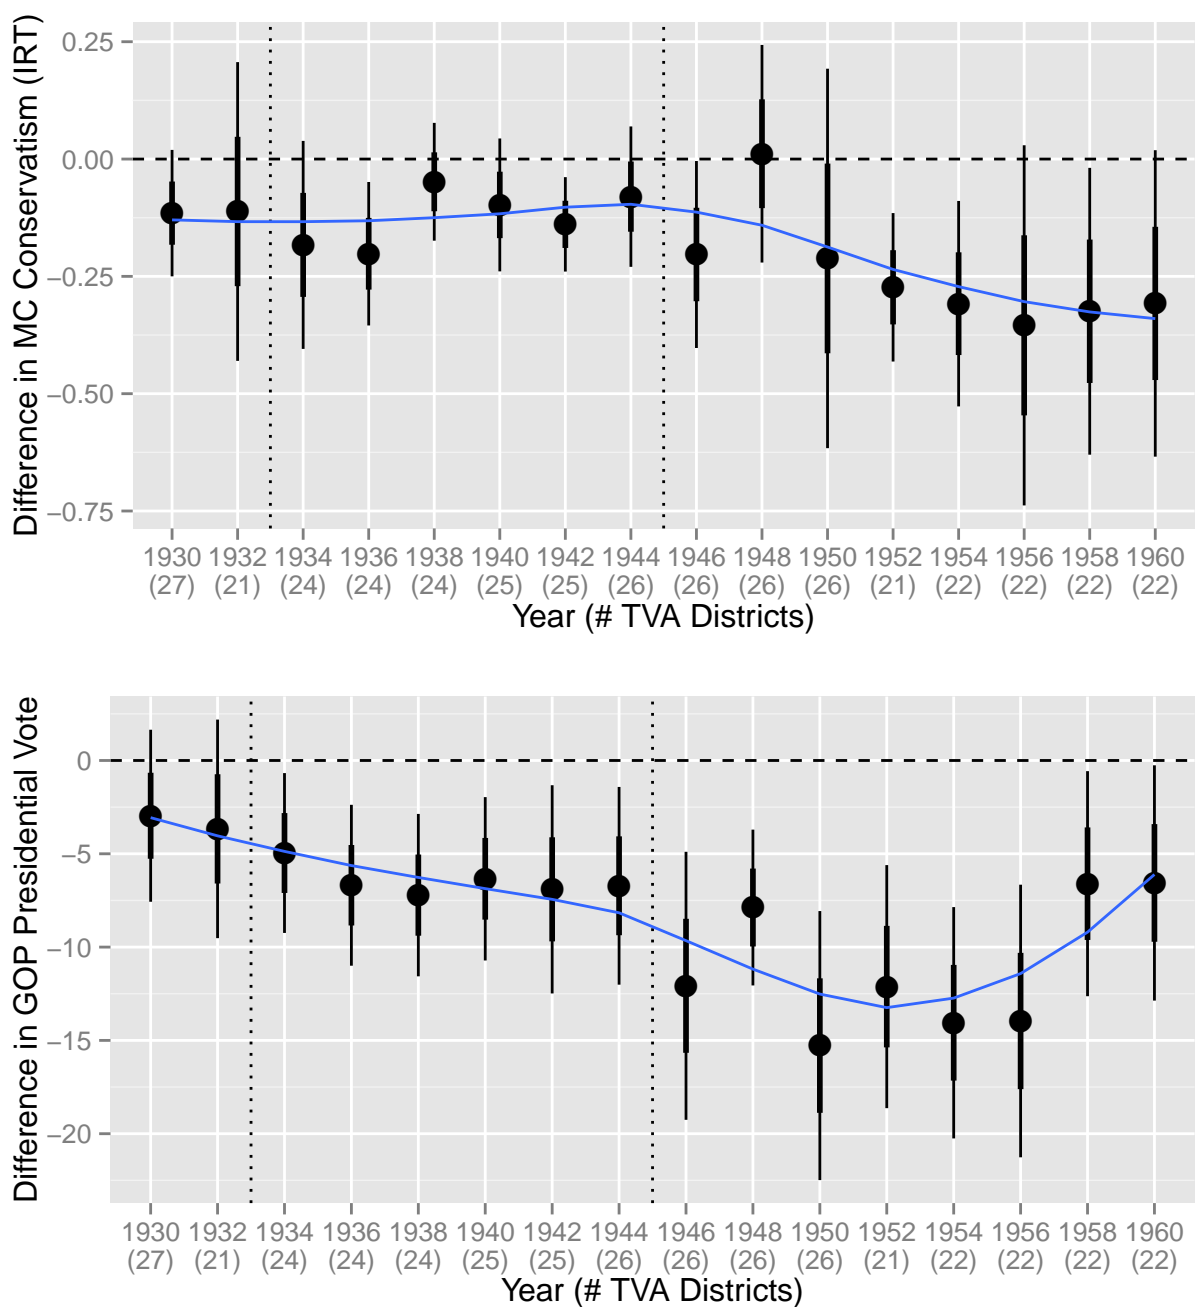 Difference in MC Conservatism (IRT)
0.25
0.00
−0.25
−0.50
−0.75
1930 1932 1934 1936 1938 1940 1942 1944 1946 1948 1950 1952 1954 1956 1958 1960
(27) (21) (24) (24) (24) (25) (25) (26) (26) (26) (26) (21) (22) (22) (22) (22)
Year (# TVA Districts)
Difference in GOP Presidential Vote
0
−5
−10
−15
−20
1930 1932 1934 1936 1938 1940 1942 1944 1946 1948 1950 1952 1954 1956 1958 1960
(27) (21) (24) (24) (24) (25) (25) (26) (26) (26) (26) (21) (22) (22) (22) (22)
Year (# TVA Districts)